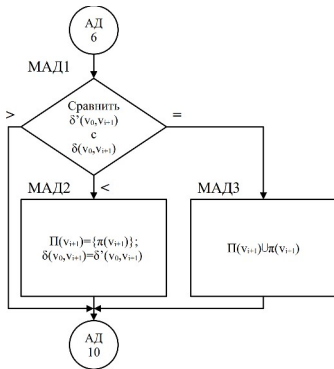 АД
6
МАД1
>
Сравнить
=
δ'(v₀,vᵢ₊₁)
с
δ(v₀,vᵢ₊₁)
МАД2
<
МАД3
П(vᵢ₊₁)={π(vᵢ₊₁)};
δ(v₀,vᵢ₊₁)=δ'(v₀,vᵢ₊₁)
П(vᵢ₊₁)∪π(vᵢ₊₁)
АД
10